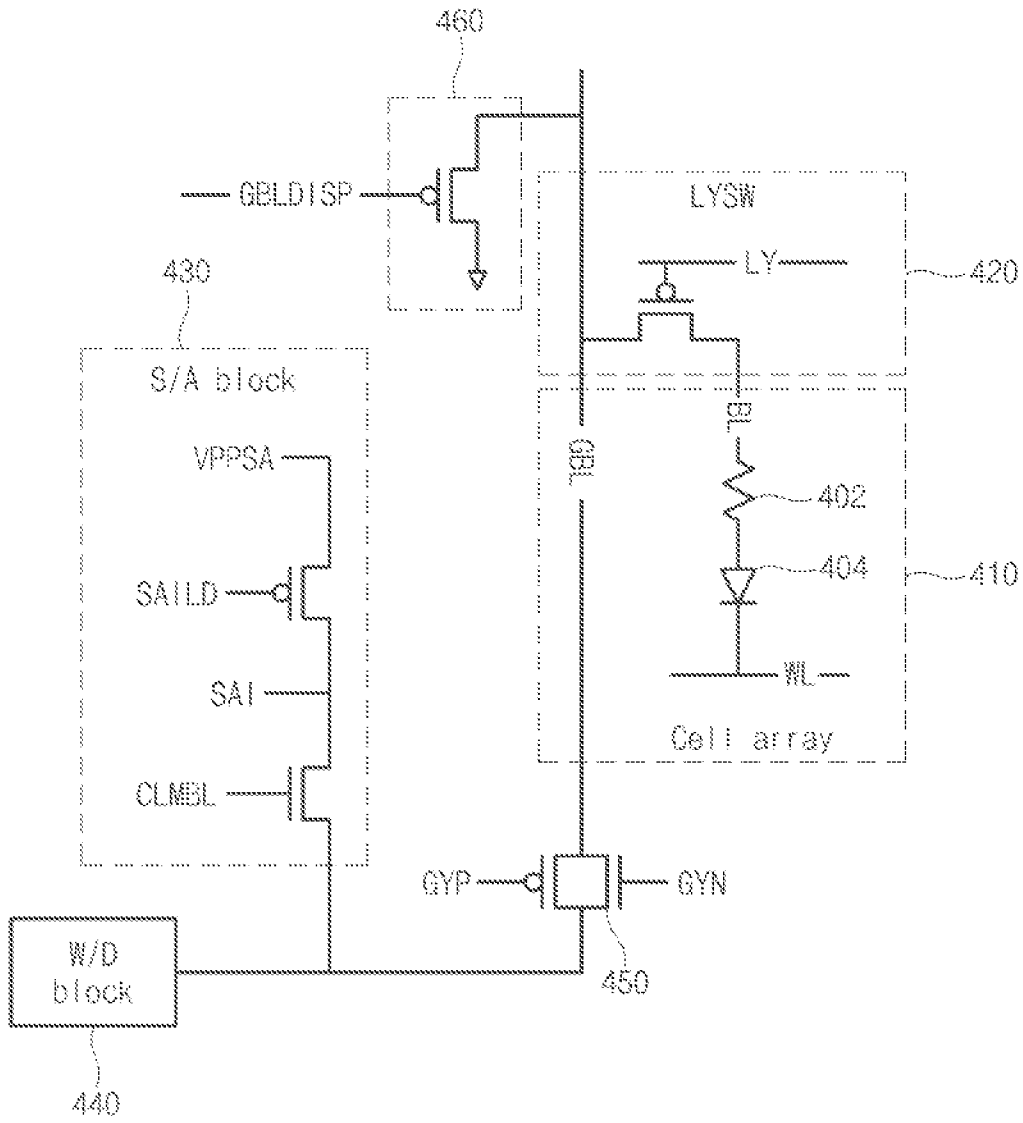 460
GBLDISP
LYSW
LY
420
430
S/A block
VPPSA
BL
GBL
402
SAILD
404
410
SAI
WL
Cell array
CLMBL
GYP
GYN
W/D
block
450
440